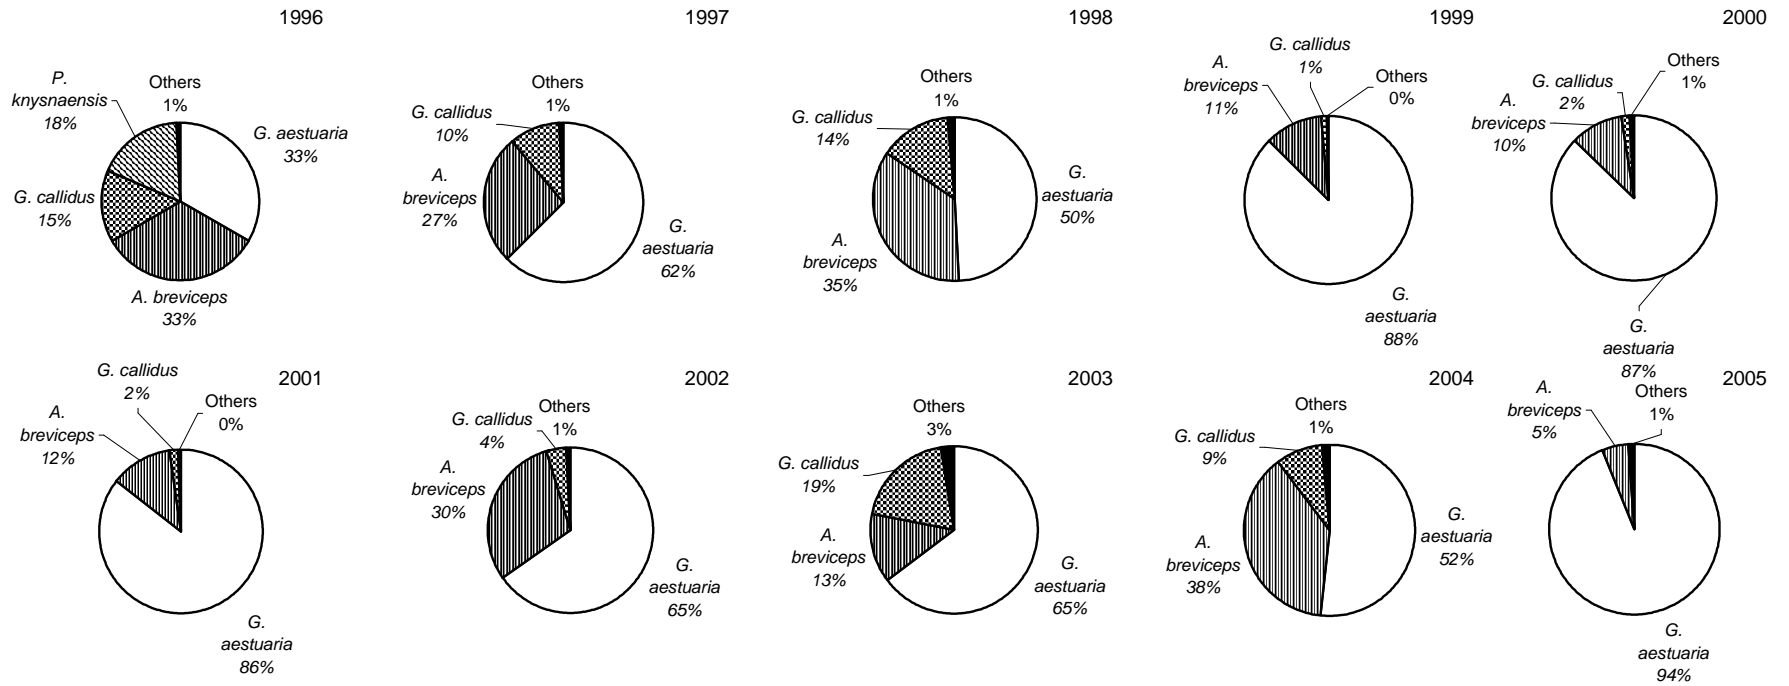 1996
P.
knysnaensis
18%
Others
1%
G. aestuaria
33%
G. callidus
15%
A. breviceps
33%
1997
G. callidus
10%
Others
1%
A.
breviceps
27%
G.
aestuaria
62%
1998
Others
1%
G. callidus
14%
G.
aestuaria
50%
A.
breviceps
35%
1999
G. callidus
1%
A.
breviceps
11%
Others
0%
G.
aestuaria
88%
2000
Others
1%
G. callidus
2%
A.
breviceps
10%
G.
aestuaria
87%
2001
G. callidus
2%
Others
0%
A.
breviceps
12%
G.
aestuaria
86%
2002
Others
1%
G. callidus
4%
A.
breviceps
30%
G.
aestuaria
65%
2003
Others
3%
G. callidus
19%
A.
breviceps
13%
G.
aestuaria
65%
2004
Others
1%
G. callidus
9%
G.
aestuaria
52%
A.
breviceps
38%
2005
A.
breviceps
5%
Others
1%
G.
aestuaria
94%